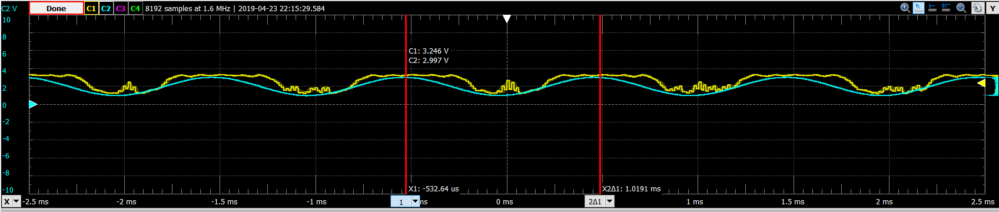 C2 V Done C1 C2 C3 C4 8192 samples at 1.6 MHz | 2019-04-23 22:15:29.584 Y
10
8
6
C1: 3.246 V
C2: 2.997 V
4
2
0
-2
-4
-6
-8
-10
X1: -532.64 us X2Δ1: 1.0191 ms
X -2.5 ms -2 ms -1.5 ms -1 ms 1 ms 0 ms 2Δ1 1 ms 1.5 ms 2 ms 2.5 ms